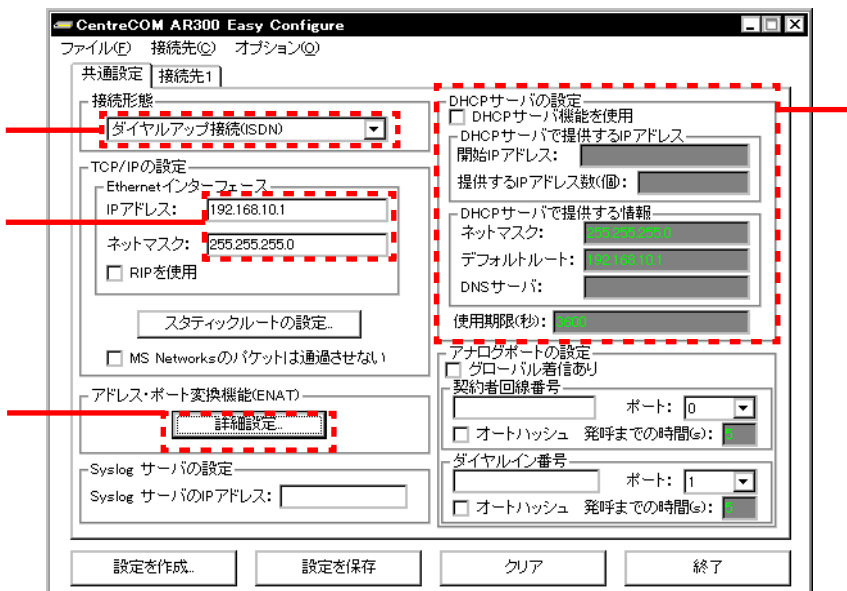 CentreCOM AR300 Easy Configure
ファイル(F) 接続先(C) オプション(O)
共通設定 接続先1
接続形態
ダイヤルアップ接続(ISDN)
TCP/IPの設定
Ethernetインターフェース
IPアドレス: 192.168.10.1
ネットマスク: 255.255.255.0
RIPを使用
スタティックルートの設定...
MS Networksのパケットは通過させない
アドレス・ポート変換機能(ENAT)
詳細設定...
Syslog サーバの設定
Syslog サーバのIPアドレス:
DHCPサーバの設定
DHCPサーバ機能を使用
DHCPサーバで提供するIPアドレス
開始IPアドレス:
提供するIPアドレス数(個):
DHCPサーバで提供する情報
ネットマスク: 255.255.255.0
デフォルトルート: 192.168.10.1
DNSサーバ:
使用期限(秒): 3600
アナログポートの設定
グローバル着信あり
契約者回線番号
ポート: 0
オートハッシュ 発呼までの時間(s): 5
ダイヤルイン番号
ポート: 1
オートハッシュ 発呼までの時間(s): 5
設定を作成... 設定を保存 クリア 終了